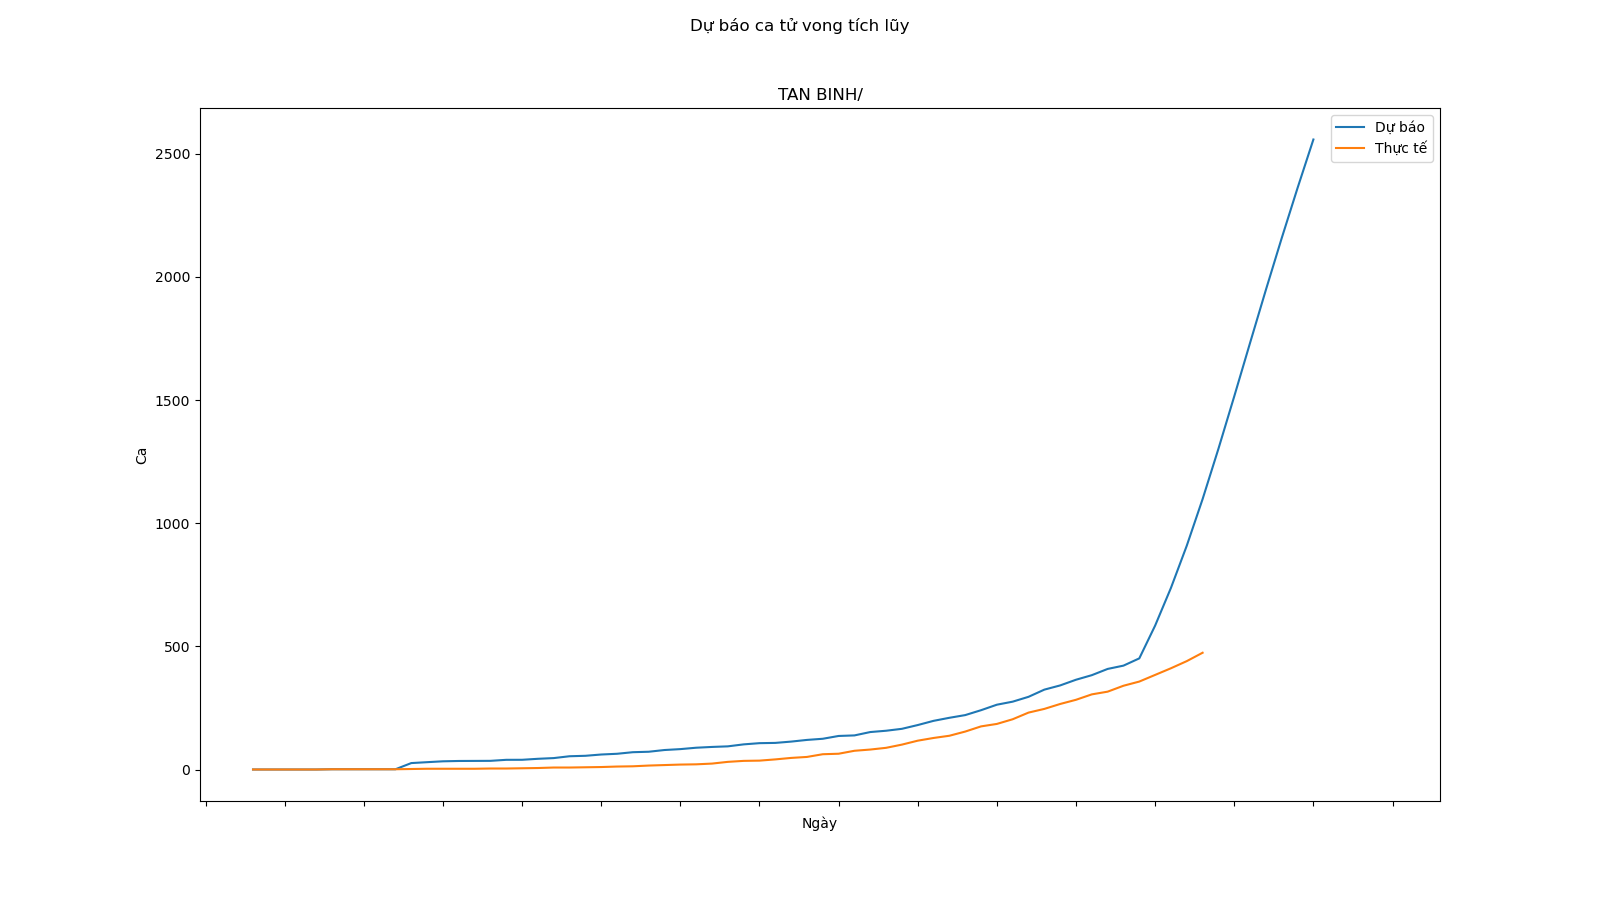 Dự báo ca tử vong tích lũy
TAN BINH/
Dự báo
Thực tế
2500
2000
1500
1000
500
0
Ca
Ngày